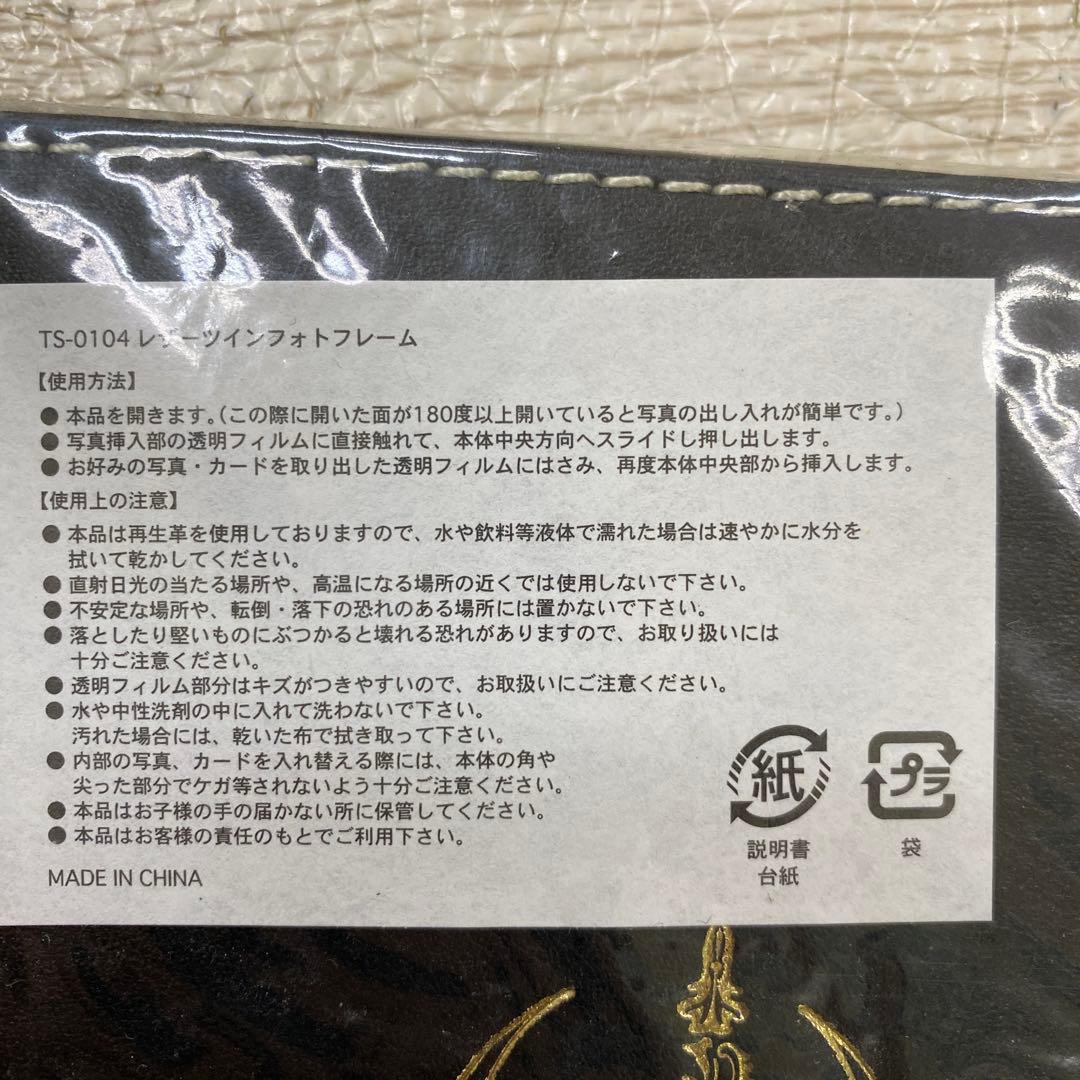 TS-0104 レザーツインフォトフレーム
【使用方法】
● 本品を開きます。(この際に開いた面が180度以上開いていると写真の出し入れが簡単です。)
● 写真挿入部の透明フィルムに直接触れて、本体中央方向へスライドし押し出します。
● お好みの写真・カードを取り出した透明フィルムにはさみ、再度本体中央部から挿入します。
【使用上の注意】
● 本品は再生革を使用しておりますので、水や飲料等液体で濡れた場合は速やかに水分を
拭いて乾かしてください。
● 直射日光の当たる場所や、高温になる場所の近くでは使用しないで下さい。
● 不安定な場所や、転倒・落下の恐れのある場所には置かないで下さい。
● 落としたり堅いものにぶつかると壊れる恐れがありますので、お取り扱いには
十分ご注意ください。
● 透明フィルム部分はキズがつきやすいので、お取扱いにご注意ください。
● 水や中性洗剤の中に入れて洗わないで下さい。
汚れた場合には、乾いた布で拭き取って下さい。
● 内部の写真、カードを入れ替える際には、本体の角や
尖った部分でケガ等されないよう十分ご注意ください。
● 本品はお子様の手の届かない所に保管してください。
● 本品はお客様の責任のもとでご利用下さい。
MADE IN CHINA
紙
説明書
台紙
プラ
袋